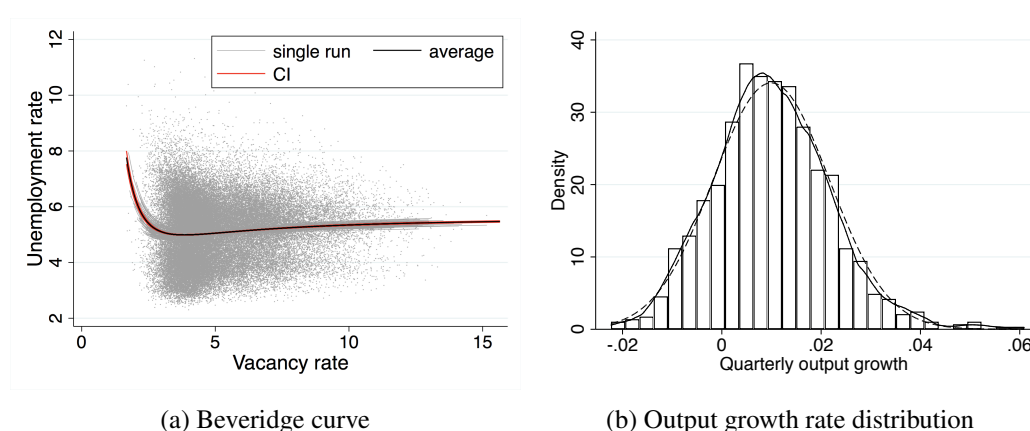 single run
average
CI
Unemployment rate
12
10
8
6
4
2
0
5
10
15
Vacancy rate
(a) Beveridge curve
Density
40
30
20
10
0
-.02
0
.02
.04
.06
Quarterly output growth
(b) Output growth rate distribution